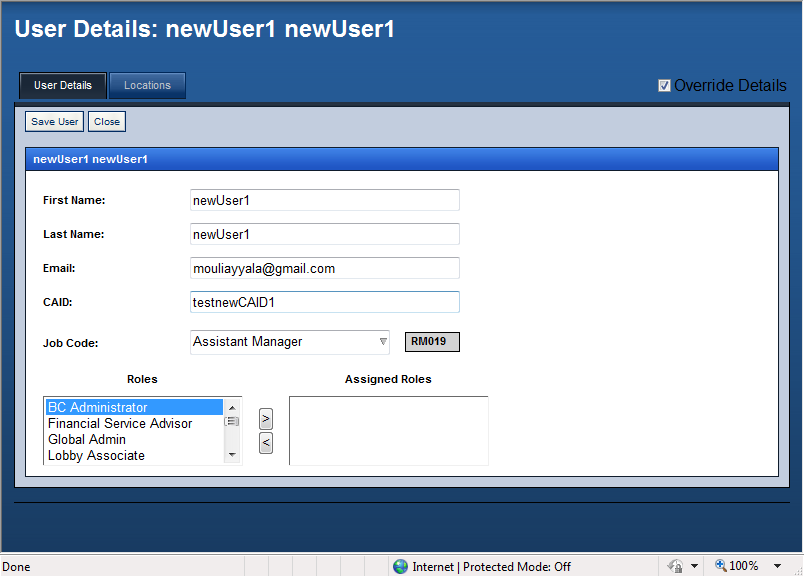 User Details: newUser1 newUser1
User Details Locations Override Details
Save User Close
newUser1 newUser1
First Name: newUser1
Last Name: newUser1
Email: mouliayyala@gmail.com
CAID: testnewCAID1
Job Code: Assistant Manager RM019
Roles Assigned Roles
BC Administrator
Financial Service Advisor
Global Admin
Lobby Associate
>
<
Done Internet | Protected Mode: Off 100%